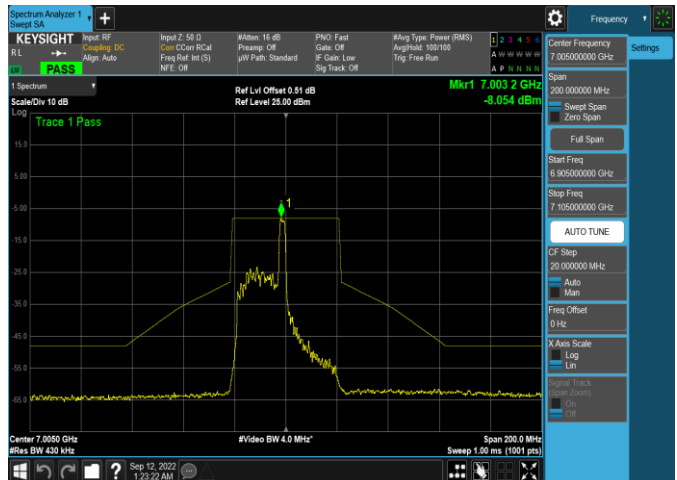 Spectrum Analyzer 1
Swept SA
Frequency
KEYSIGHT
RL
LW
PASS
Input: RF
Coupling: DC
Align: Auto
Input Z: 50 Ω
Corr CCorr RCal
Freq Ref: Int (S)
NFE: Off
#Atten: 16 dB
Preamp: Off
µW Path: Standard
PNO: Fast
Gate: Off
IF Gain: Low
Sig Track: Off
#Avg Type: Power (RMS)
Avg|Hold: 100/100
Trig: Free Run
1 2 3 4 5 6
A W W W W W
A P N N N N
1 Spectrum
Scale/Div 10 dB
Ref Lvl Offset 0.51 dB
Ref Level 25.00 dBm
Mkr1 7.003 2 GHz
-8.054 dBm
Log
Trace 1 Pass
15.0
5.00
-5.00
-15.0
-25.0
-35.0
-45.0
-55.0
-65.0
1
Center 7.0050 GHz
#Res BW 430 kHz
#Video BW 4.0 MHz*
Span 200.0 MHz
Sweep 1.00 ms (1001 pts)
Sep 12, 2022
1:23:22 AM
Center Frequency
7.005000000 GHz
Settings
Span
200.000000 MHz
Swept Span
Zero Span
Full Span
Start Freq
6.905000000 GHz
Stop Freq
7.105000000 GHz
AUTO TUNE
CF Step
20.000000 MHz
Auto
Man
Freq Offset
0 Hz
X Axis Scale
Log
Lin
Signal Track
(Span Zoom)
On
Off